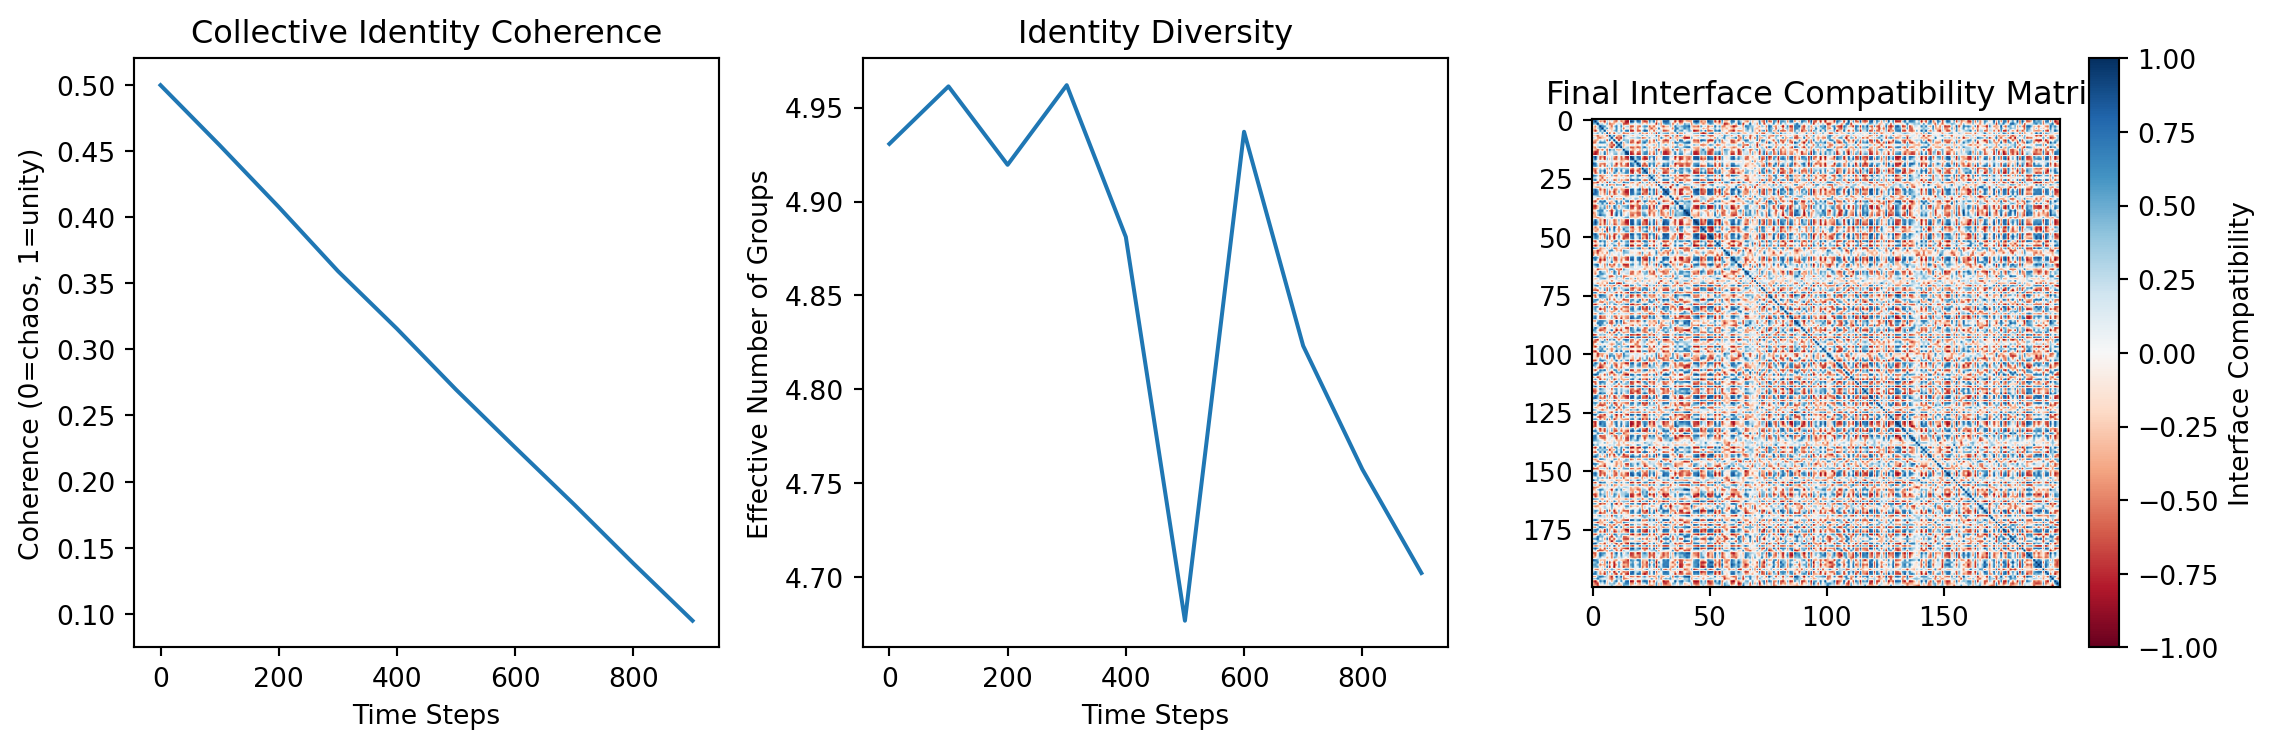 Collective Identity Coherence
Coherence (0=chaos, 1=unity)
0.50
0.45
0.40
0.35
0.30
0.25
0.20
0.15
0.10
0 200 400 600 800
Time Steps
Identity Diversity
Effective Number of Groups
4.95
4.90
4.85
4.80
4.75
4.70
0 200 400 600 800
Time Steps
Final Interface Compatibility Matri
0
25
50
75
100
125
150
175
0 50 100 150
1.00
0.75
0.50
0.25
0.00
−0.25
−0.50
−0.75
−1.00
Interface Compatibility